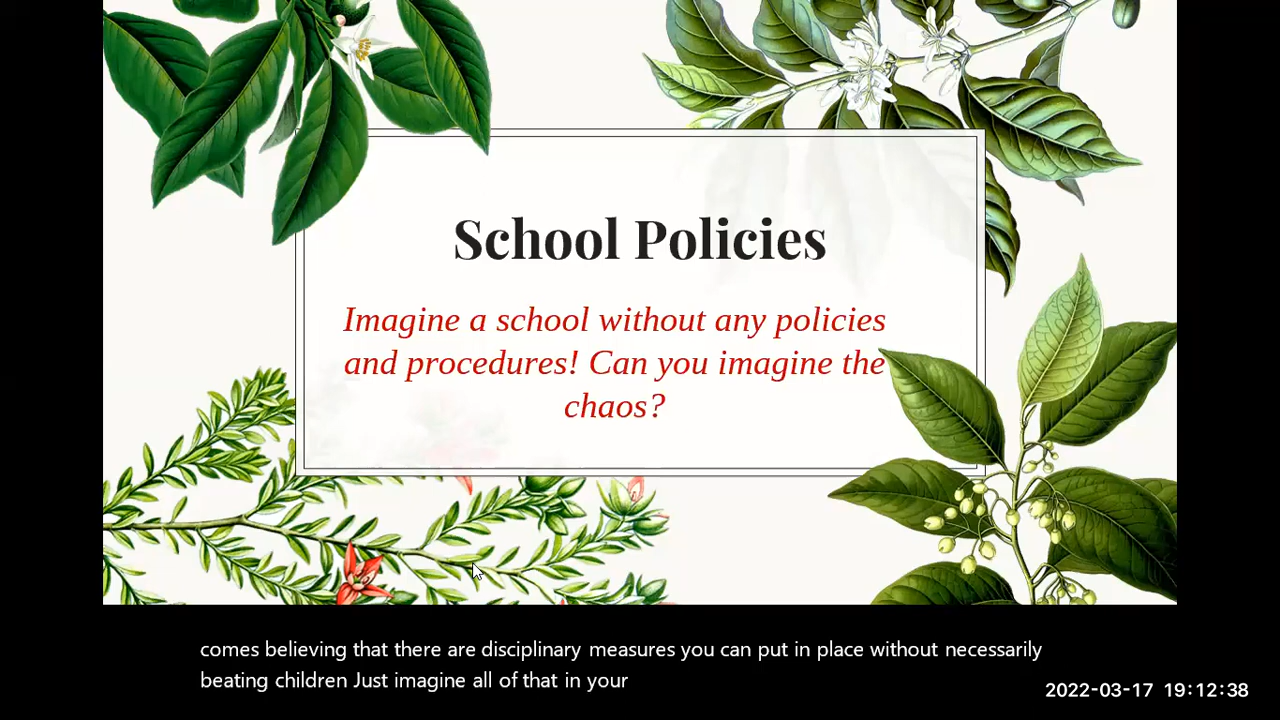 School Policies
Imagine a school without any policies
and procedures! Can you imagine the
chaos?
comes believing that there are disciplinary measures you can put in place without necessarily
beating children Just imagine all of that in your
2022-03-17 19:12:38